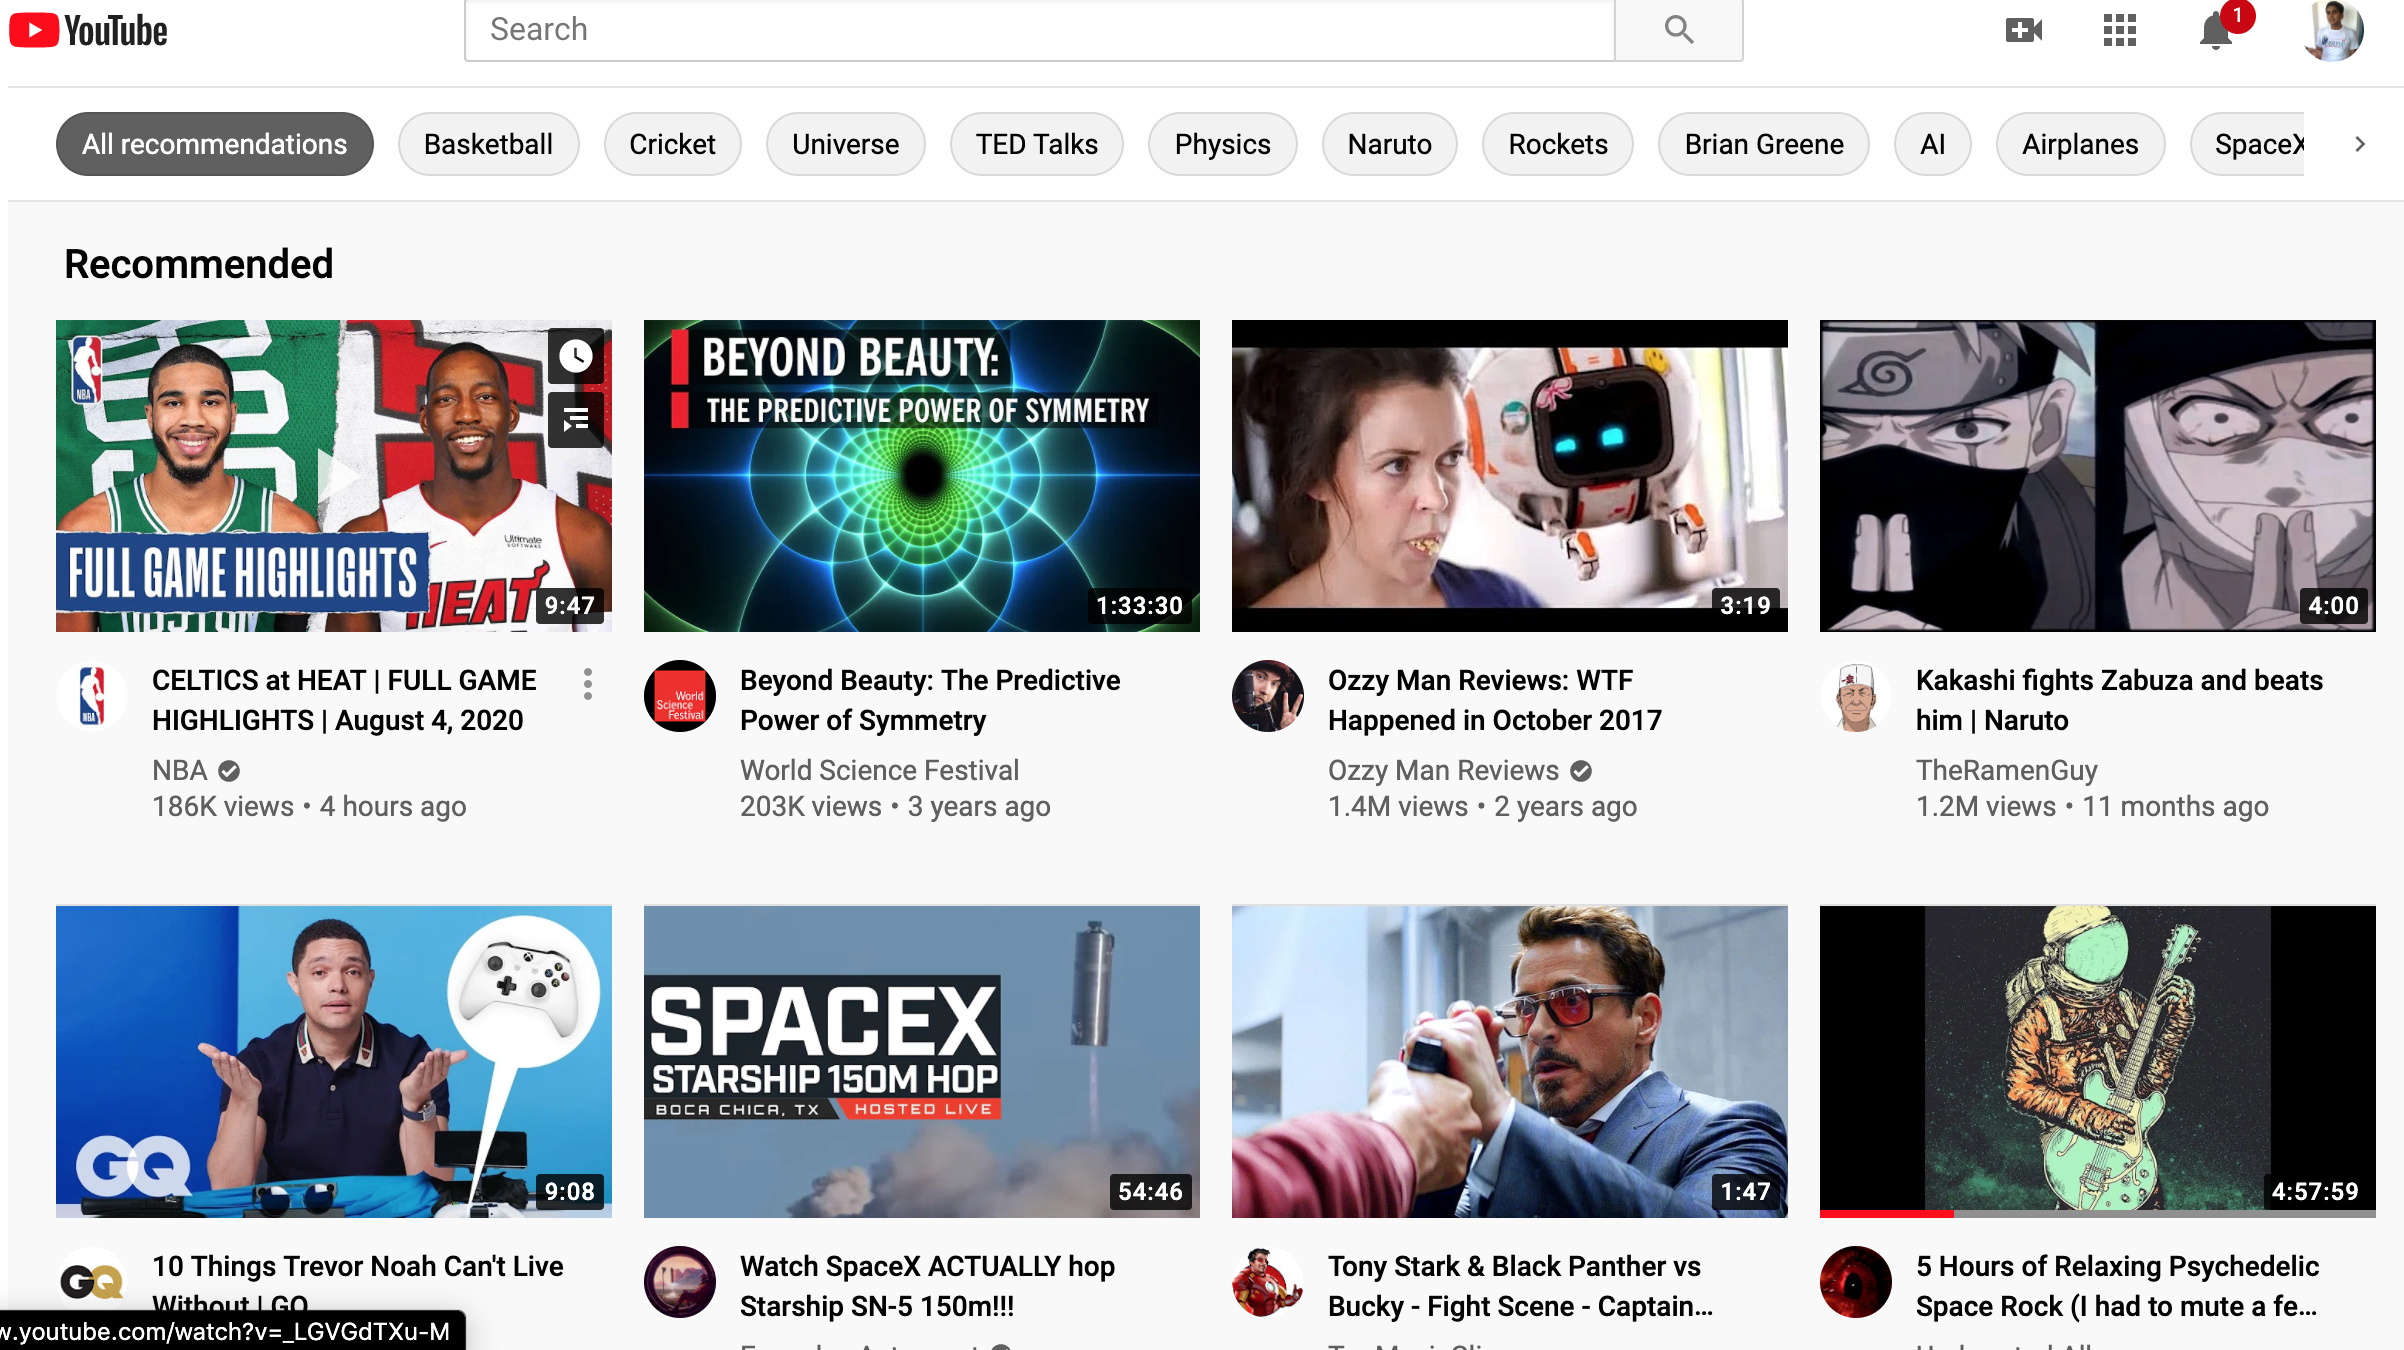 YouTube
Search
1
All recommendations
Basketball
Cricket
Universe
TED Talks
Physics
Naruto
Rockets
Brian Greene
AI
Airplanes
SpaceX
Recommended
NBA
Ultimate
SOFTWARE
FULL GAME HIGHLIGHTS
HEAT
9:47
BEYOND BEAUTY:
THE PREDICTIVE POWER OF SYMMETRY
1:33:30
3:19
4:00
NBA
CELTICS at HEAT | FULL GAME
HIGHLIGHTS | August 4, 2020
NBA
186K views • 4 hours ago
World
Science
Festival
Beyond Beauty: The Predictive
Power of Symmetry
World Science Festival
203K views • 3 years ago
Ozzy Man Reviews: WTF
Happened in October 2017
Ozzy Man Reviews
1.4M views • 2 years ago
Kakashi fights Zabuza and beats
him | Naruto
TheRamenGuy
1.2M views • 11 months ago
GQ
9:08
SPACEX
STARSHIP 150M HOP
BOCA CHICA, TX
HOSTED LIVE
54:46
1:47
4:57:59
GQ
10 Things Trevor Noah Can't Live
Without | GQ
Watch SpaceX ACTUALLY hop
Starship SN-5 150m!!!
Tony Stark & Black Panther vs
Bucky - Fight Scene - Captain...
5 Hours of Relaxing Psychedelic
Space Rock (I had to mute a fe...
w.youtube.com/watch?v=_LGVGdTXu-M